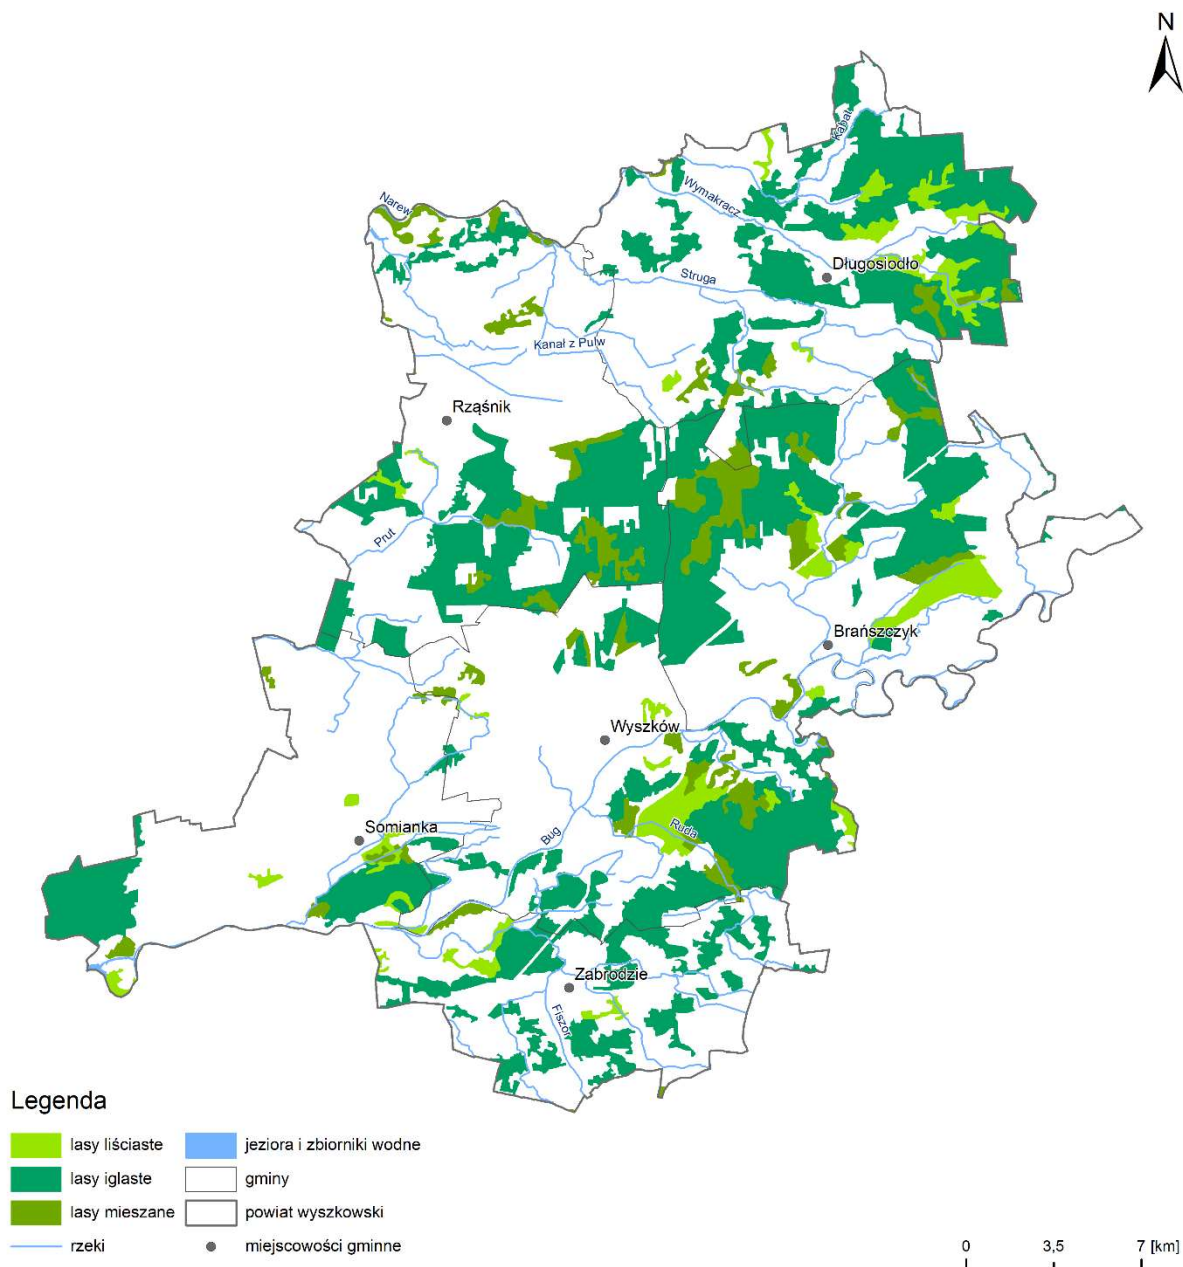 N
Kanał
Narew
Wymakracz
Struga
Długosiodło
Kanał z Pulw
Rząśnik
Prut
Brańszczyk
Wyszków
Somianka
Bug
Ruda
Zabrodzie
Fiszor
Legenda
lasy liściaste
jeziora i zbiorniki wodne
lasy iglaste
gminy
lasy mieszane
powiat wyszkowski
rzeki
miejscowości gminne
0 3,5 7 [km]